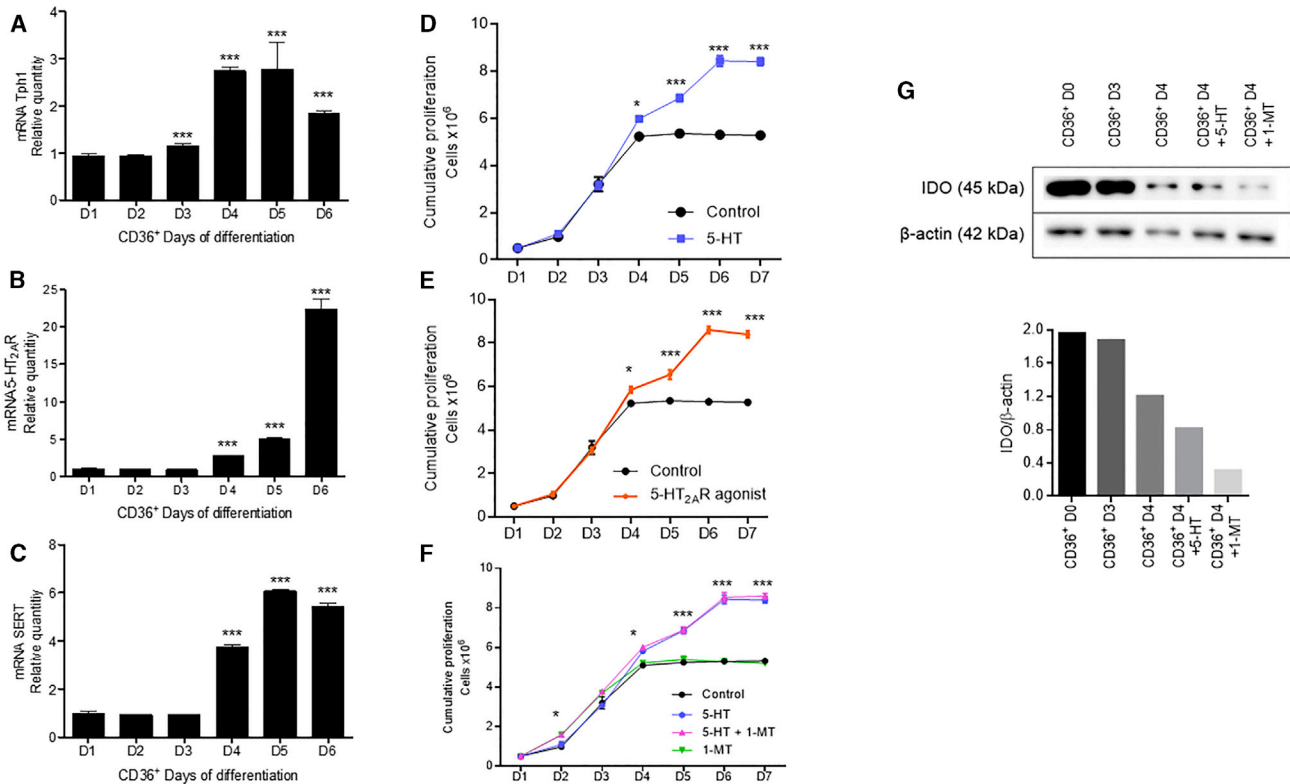 A
mRNA Tph1
Relative quantity
4
3
2
1
0
***
***
***
***
D1 D2 D3 D4 D5 D6
CD36+ Days of differentiation
B
mRNA5-HT2AR
Relative quantitiy
25
20
15
10
5
0
***
***
***
D1 D2 D3 D4 D5 D6
CD36+ Days of differentiation
C
mRNA SERT
Relative quantity
8
6
4
2
0
***
***
***
D1 D2 D3 D4 D5 D6
CD36+ Days of differentiation
D
Cumulative proliferaiton
Cells x10^6
10
8
6
4
2
0
*
***
***
***
Control
5-HT
D1 D2 D3 D4 D5 D6 D7
E
Cumulative proliferation
Cells x10^6
10
8
6
4
2
0
*
***
***
***
Control
5-HT2AR agonist
D1 D2 D3 D4 D5 D6 D7
F
Cumulative proliferation
Cells x10^6
10
8
6
4
2
0
*
*
***
***
***
Control
5-HT
5-HT + 1-MT
1-MT
D1 D2 D3 D4 D5 D6 D7
G
CD36+ D0
CD36+ D3
CD36+ D4
CD36+ D4
+ 5-HT
CD36+ D4
+ 1-MT
IDO (45 kDa)
β-actin (42 kDa)
IDO/β-actin
2.0
1.6
1.2
0.8
0.4
0.0
CD36+ D0
CD36+ D3
CD36+ D4
CD36+ D4
+5-HT
CD36+ D4
+1-MT